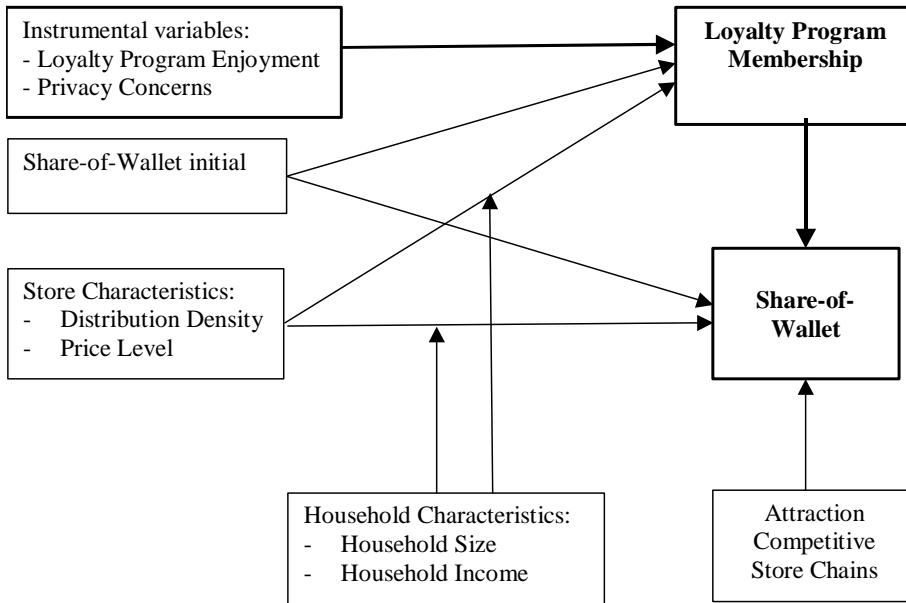 Instrumental variables:
- Loyalty Program Enjoyment
- Privacy Concerns
Loyalty Program
Membership
Share-of-Wallet initial
Store Characteristics:
- Distribution Density
- Price Level
Share-of-
Wallet
Household Characteristics:
- Household Size
- Household Income
Attraction
Competitive
Store Chains